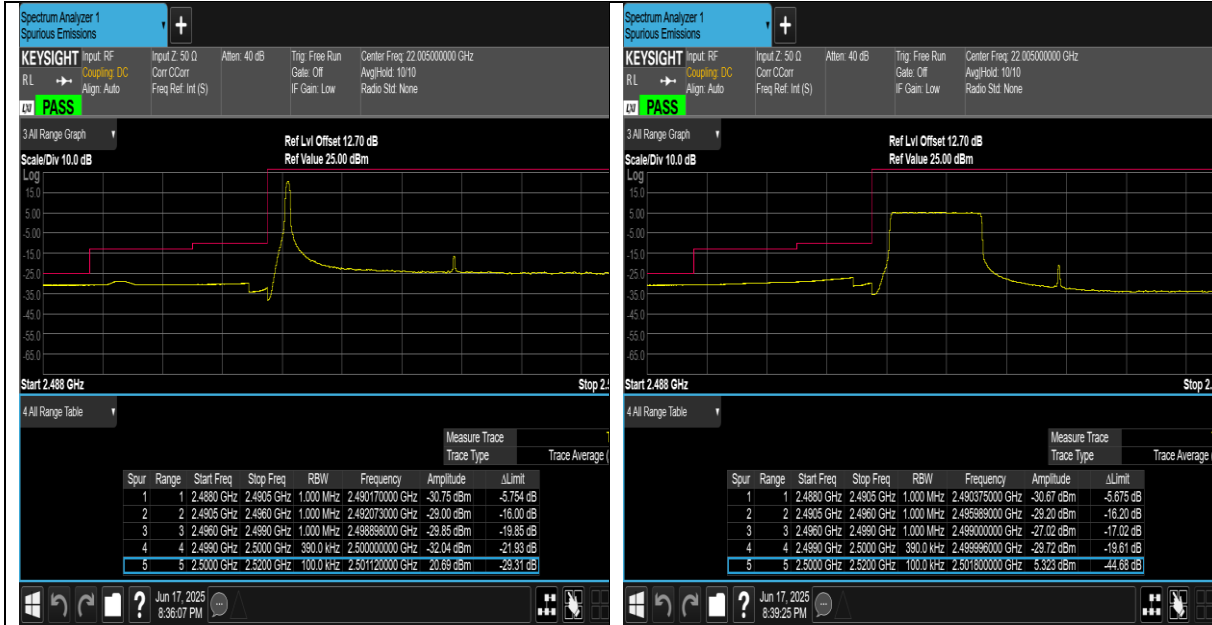 Spectrum Analyzer 1
Spurious Emissions
+
KEYSIGHT Input: RF Input Z: 50 Ω Atten: 40 dB Trig: Free Run Center Freq: 22.005000000 GHz
RL Coupling: DC Corr CCorr Gate: Off Avg|Hold: 10/10
Align: Auto Freq Ref: Int (S) IF Gain: Low Radio Std: None
LXI PASS
3 All Range Graph
Ref Lvl Offset 12.70 dB
Scale/Div 10.0 dB Ref Value 25.00 dBm
Log
15.0
5.00
-5.00
-15.0
-25.0
-35.0
-45.0
-55.0
-65.0
Start 2.488 GHz Stop 2.5
4 All Range Table
Measure Trace
Trace Type Trace Average (
Spur Range Start Freq Stop Freq RBW Frequency Amplitude ΔLimit
1 1 2.4880 GHz 2.4905 GHz 1.000 MHz 2.490170000 GHz -30.75 dBm -5.754 dB
2 2 2.4905 GHz 2.4960 GHz 1.000 MHz 2.492073000 GHz -29.00 dBm -16.00 dB
3 3 2.4960 GHz 2.4990 GHz 1.000 MHz 2.498898000 GHz -29.85 dBm -19.85 dB
4 4 2.4990 GHz 2.5000 GHz 390.0 kHz 2.500000000 GHz -32.04 dBm -21.93 dB
5 5 2.5000 GHz 2.5200 GHz 100.0 kHz 2.501120000 GHz 20.69 dBm -29.31 dB
? Jun 17, 2025
8:36:07 PM
Spectrum Analyzer 1
Spurious Emissions
+
KEYSIGHT Input: RF Input Z: 50 Ω Atten: 40 dB Trig: Free Run Center Freq: 22.005000000 GHz
RL Coupling: DC Corr CCorr Gate: Off Avg|Hold: 10/10
Align: Auto Freq Ref: Int (S) IF Gain: Low Radio Std: None
LXI PASS
3 All Range Graph
Ref Lvl Offset 12.70 dB
Scale/Div 10.0 dB Ref Value 25.00 dBm
Log
15.0
5.00
-5.00
-15.0
-25.0
-35.0
-45.0
-55.0
-65.0
Start 2.488 GHz Stop 2.
4 All Range Table
Measure Trace
Trace Type Trace Average
Spur Range Start Freq Stop Freq RBW Frequency Amplitude ΔLimit
1 1 2.4880 GHz 2.4905 GHz 1.000 MHz 2.490375000 GHz -30.67 dBm -5.675 dB
2 2 2.4905 GHz 2.4960 GHz 1.000 MHz 2.495989000 GHz -29.20 dBm -16.20 dB
3 3 2.4960 GHz 2.4990 GHz 1.000 MHz 2.499000000 GHz -27.02 dBm -17.02 dB
4 4 2.4990 GHz 2.5000 GHz 390.0 kHz 2.499996000 GHz -29.72 dBm -19.61 dB
5 5 2.5000 GHz 2.5200 GHz 100.0 kHz 2.501800000 GHz 5.323 dBm -44.68 dB
? Jun 17, 2025
8:39:25 PM